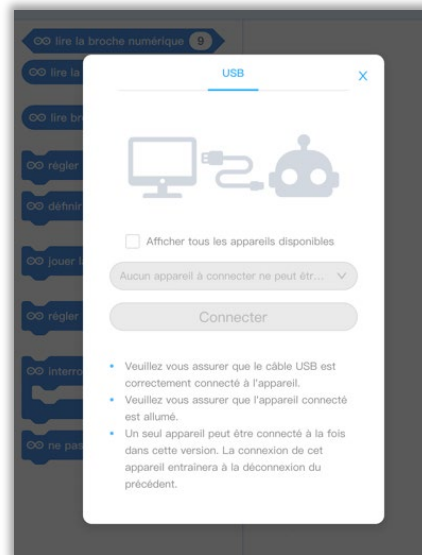 lire la broche numérique 9
lire la
USB
X
lire br
régler
définir
Afficher tous les appareils disponibles
Aucun appareil à connecter ne peut êtr...
jouer l
régler
Connecter
interro
• Veuillez vous assurer que le câble USB est
correctement connecté à l'appareil.
• Veuillez vous assurer que l'appareil connecté
est allumé.
• Un seul appareil peut être connecté à la fois
dans cette version. La connexion de cet
appareil entraînera à la déconnexion du
précédent.
ne pas